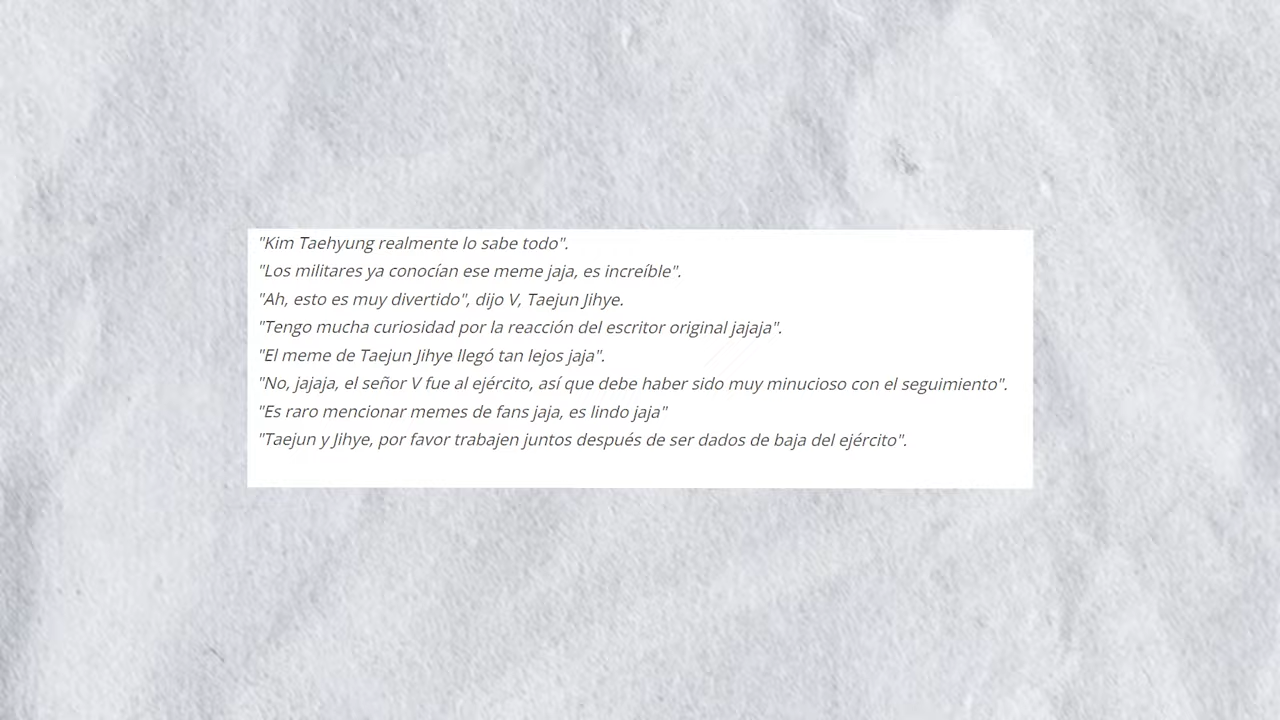 "Kim Taehyung realmente lo sabe todo".
"Los militares ya conocían ese meme jaja, es increíble".
"Ah, esto es muy divertido", dijo V, Taejun Jihye.
"Tengo mucha curiosidad por la reacción del escritor original jajaja".
"El meme de Taejun Jihye llegó tan lejos jaja".
"No, jajaja, el señor V fue al ejército, así que debe haber sido muy minucioso con el seguimiento".
"Es raro mencionar memes de fans jaja, es lindo jaja"
"Taejun y Jihye, por favor trabajen juntos después de ser dados de baja del ejército".